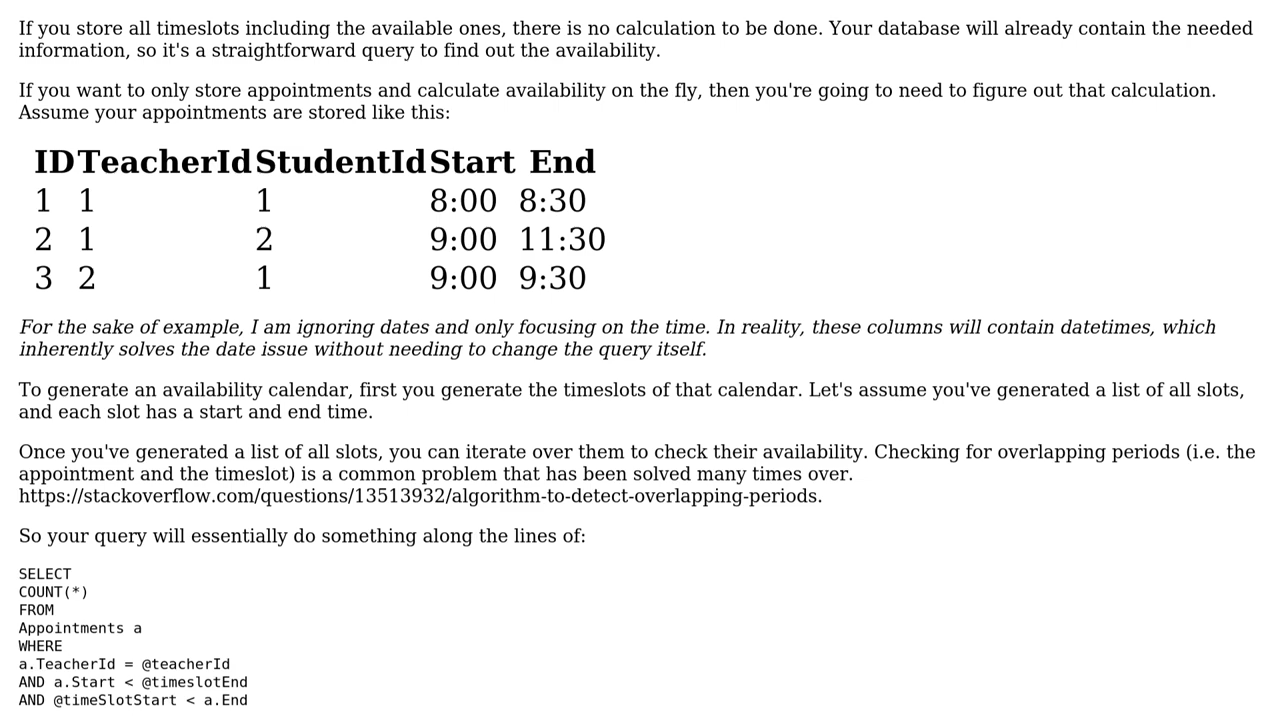 If you store all timeslots including the available ones, there is no calculation to be done. Your database will already contain the needed
information, so it's a straightforward query to find out the availability.
If you want to only store appointments and calculate availability on the fly, then you're going to need to figure out that calculation.
Assume your appointments are stored like this:
ID TeacherId StudentId Start End
1 1 1 8:00 8:30
2 1 2 9:00 11:30
3 2 1 9:00 9:30
For the sake of example, I am ignoring dates and only focusing on the time. In reality, these columns will contain datetimes, which
inherently solves the date issue without needing to change the query itself.
To generate an availability calendar, first you generate the timeslots of that calendar. Let's assume you've generated a list of all slots,
and each slot has a start and end time.
Once you've generated a list of all slots, you can iterate over them to check their availability. Checking for overlapping periods (i.e. the
appointment and the timeslot) is a common problem that has been solved many times over.
https://stackoverflow.com/questions/13513932/algorithm-to-detect-overlapping-periods.
So your query will essentially do something along the lines of:
SELECT
COUNT(*)
FROM
Appointments a
WHERE
a.TeacherId = @teacherId
AND a.Start < @timeslotEnd
AND @timeSlotStart < a.End